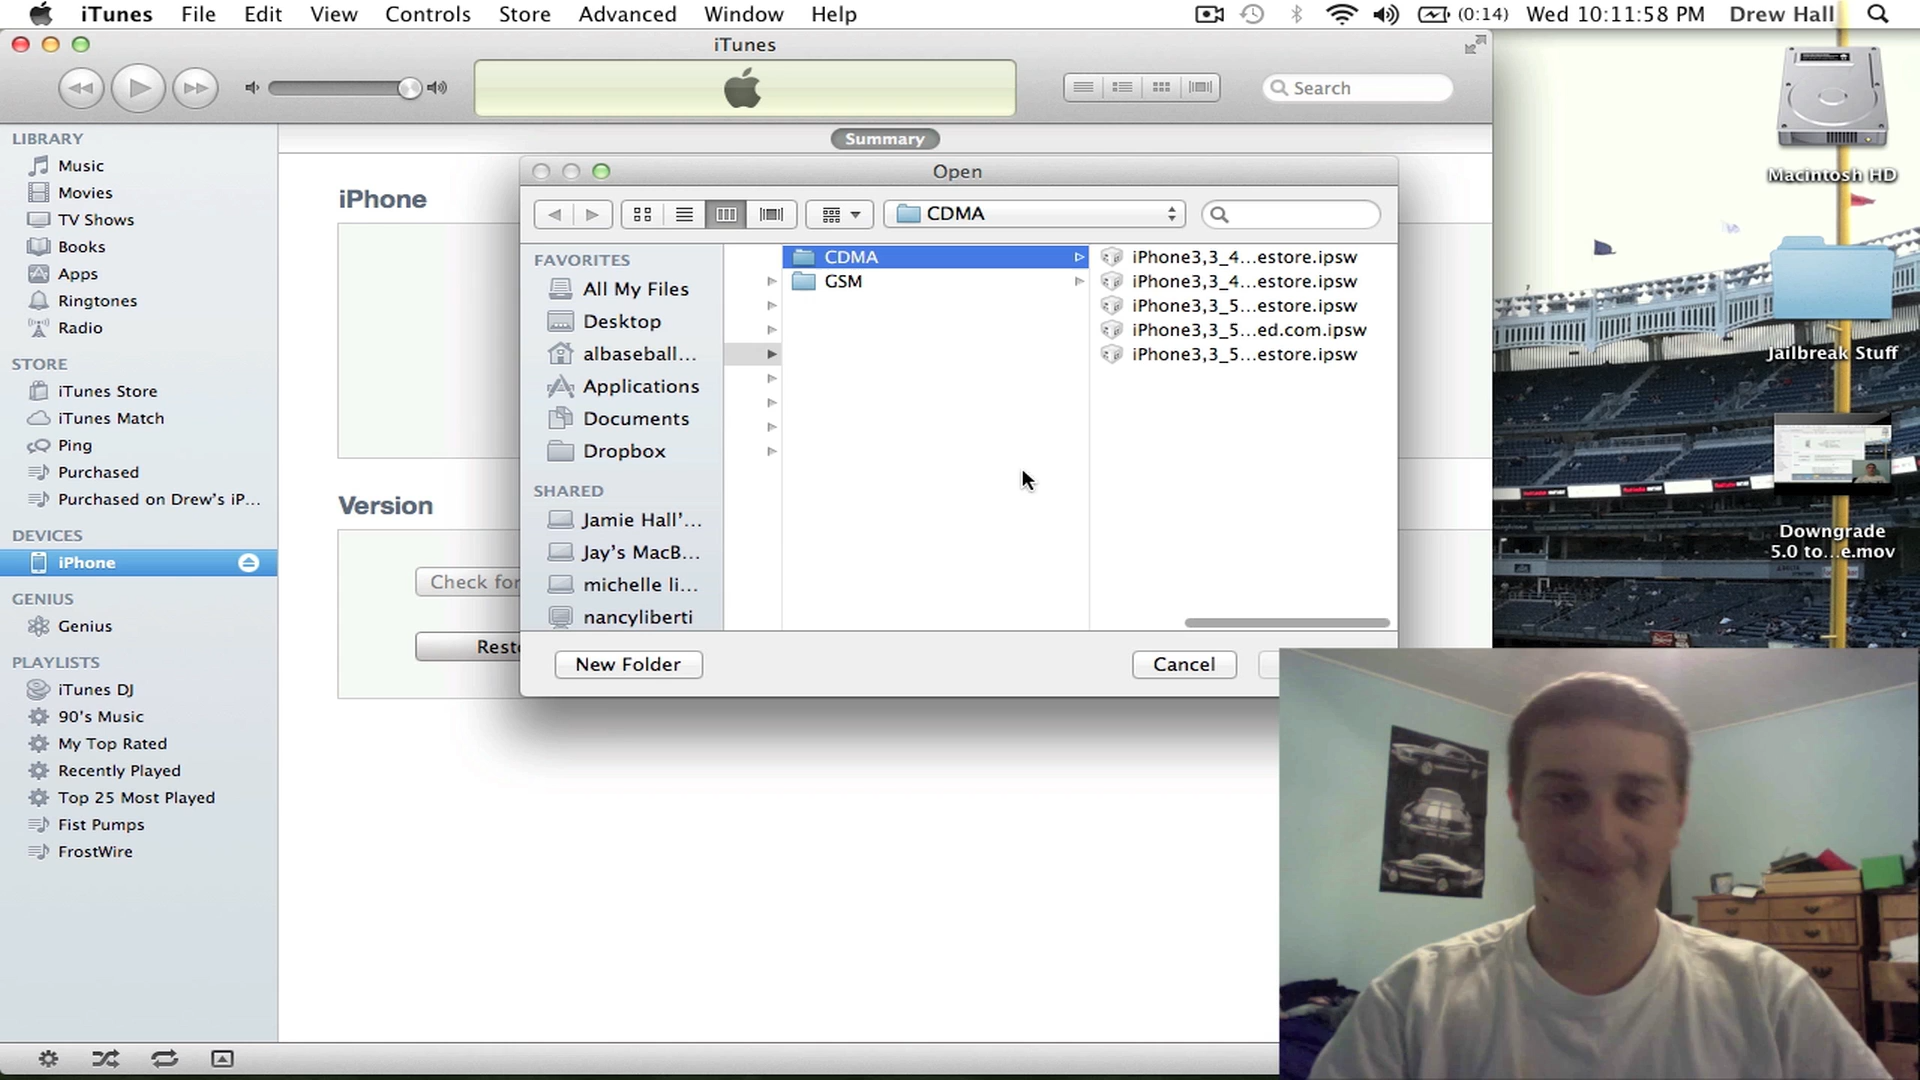 iTunes File Edit View Controls Store Advanced Window Help (0:14) Wed 10:11:58 PM Drew Hall
iTunes
Search
Summary
LIBRARY
Music
Movies
TV Shows
Books
Apps
Ringtones
Radio
STORE
iTunes Store
iTunes Match
Ping
Purchased
Purchased on Drew's iP...
DEVICES
iPhone
GENIUS
Genius
PLAYLISTS
iTunes DJ
90's Music
My Top Rated
Recently Played
Top 25 Most Played
Fist Pumps
FrostWire
iPhone
Version
Check for
Resto
Open
CDMA
FAVORITES
All My Files
Desktop
albaseball...
Applications
Documents
Dropbox
SHARED
Jamie Hall'...
Jay's MacB...
michelle li...
nancyliberti
CDMA
GSM
iPhone3,3_4...estore.ipsw
iPhone3,3_4...estore.ipsw
iPhone3,3_5...estore.ipsw
iPhone3,3_5...ed.com.ipsw
iPhone3,3_5...estore.ipsw
New Folder
Cancel
Macintosh HD
Jailbreak Stuff
Downgrade
5.0 to...e.mov